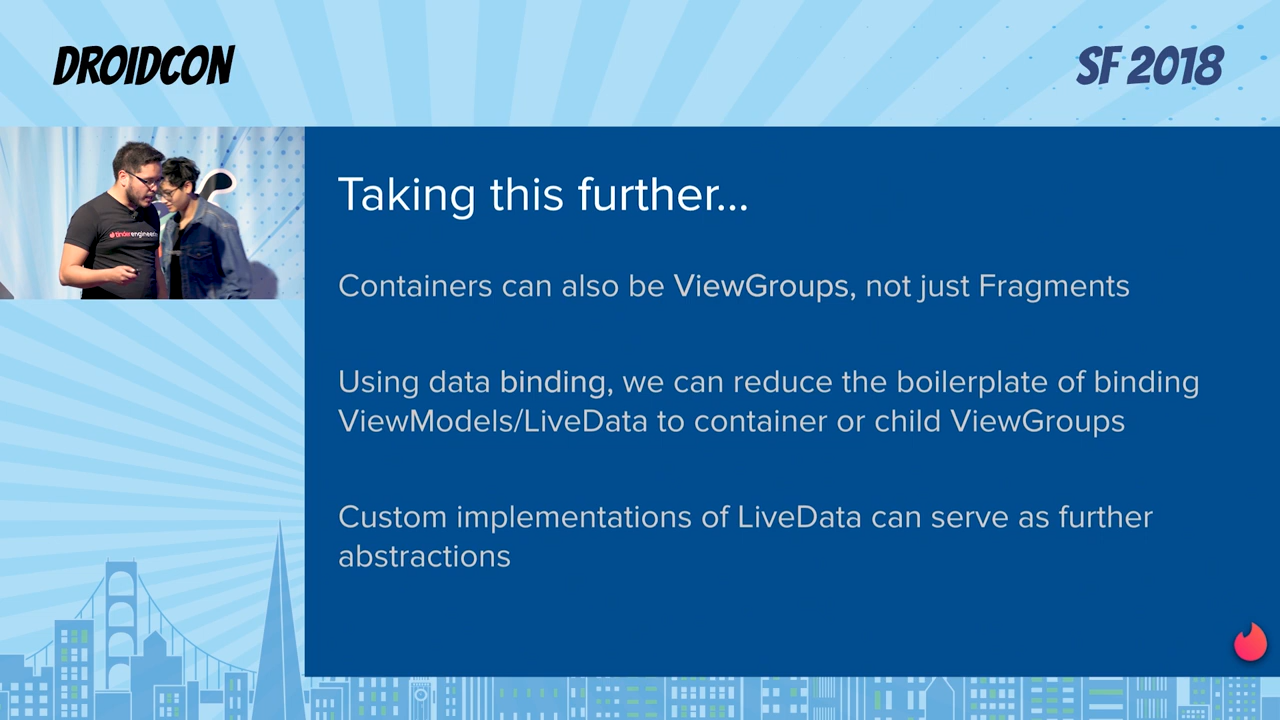 DROIDCON
SF 2018
tinder engineer
Taking this further...
Containers can also be ViewGroups, not just Fragments
Using data binding, we can reduce the boilerplate of binding
ViewModels/LiveData to container or child ViewGroups
Custom implementations of LiveData can serve as further
abstractions